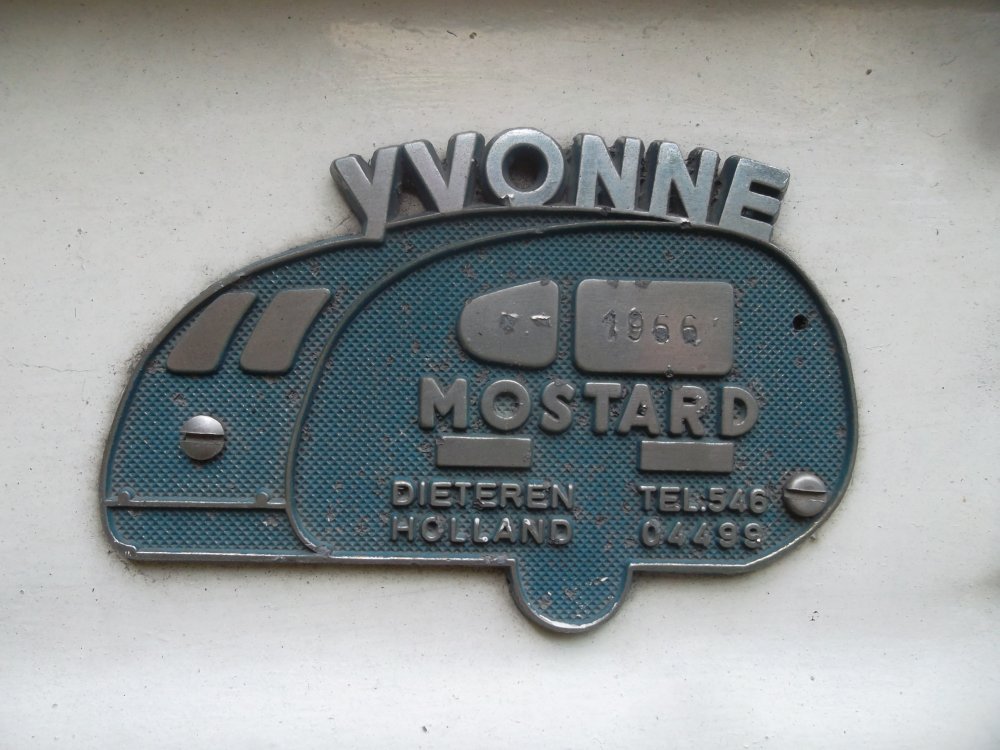 YVONNE
1966
MOSTARD
DIETEREN TEL.546
HOLLAND 04499